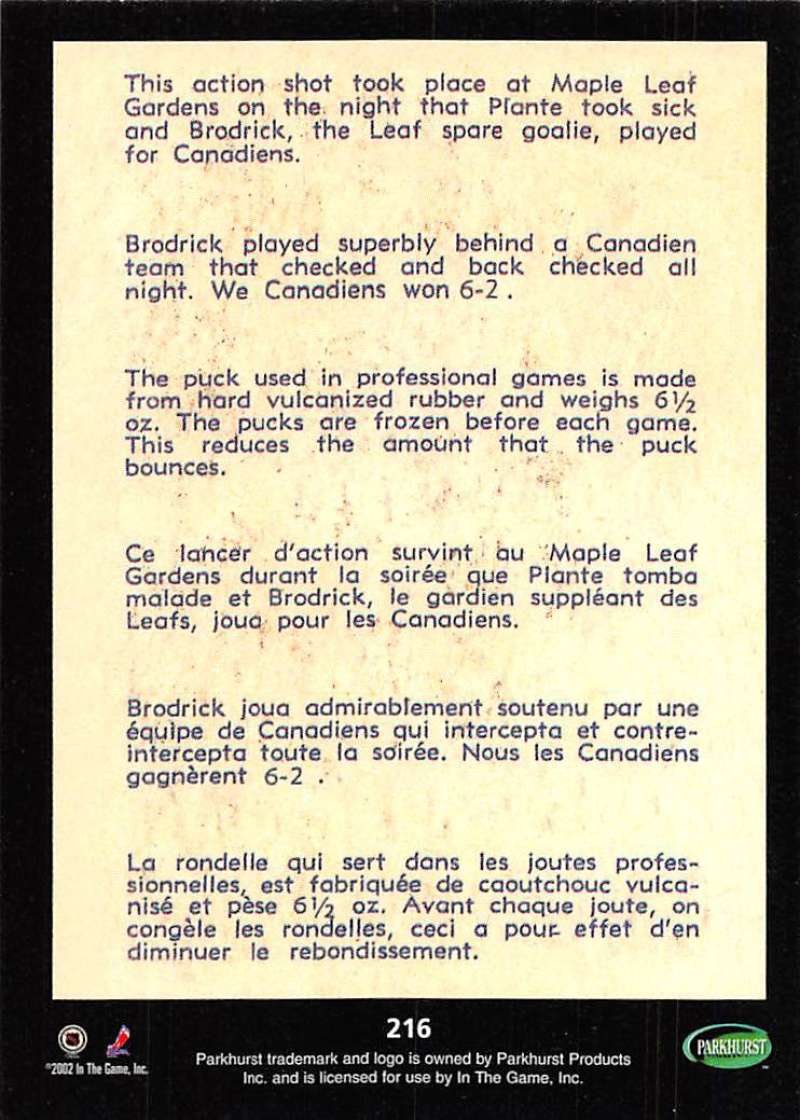 This action shot took place at Maple Leaf
Gardens on the night that Plante took sick
and Brodrick, the Leaf spare goalie, played
for Canadiens.
Brodrick played superbly behind a Canadien
team that checked and back checked all
night. We Canadiens won 6-2 .
The puck used in professional games is made
from hard vulcanized rubber and weighs 6½
oz. The pucks are frozen before each game.
This reduces the amount that the puck
bounces.
Ce lancer d'action survint au Maple Leaf
Gardens durant la soirée que Plante tomba
malade et Brodrick, le gardien suppléant des
Leafs, joua pour les Canadiens.
Brodrick joua admirablement soutenu par une
équipe de Canadiens qui intercepta et contre-
intercepta toute la soirée. Nous les Canadiens
gagnèrent 6-2 .
La rondelle qui sert dans les joutes profes-
sionnelles, est fabriquée de caoutchouc vulca-
nisé et pèse 6½ oz. Avant chaque joute, on
congèle les rondelles, ceci a pour effet d'en
diminuer le rebondissement.
216
©2002 In The Game, Inc.
Parkhurst trademark and logo is owned by Parkhurst Products
Inc. and is licensed for use by In The Game, Inc.
PARKHURST